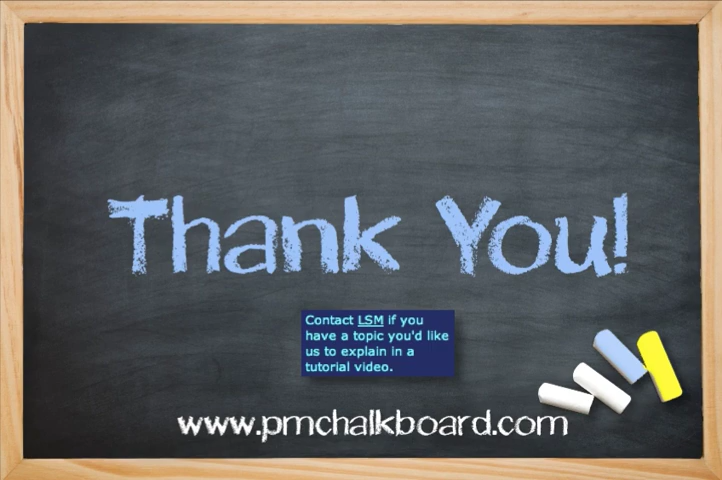 Thank You!
Contact LSM if you
have a topic you'd like
us to explain in a
tutorial video.
www.pmchalkboard.com